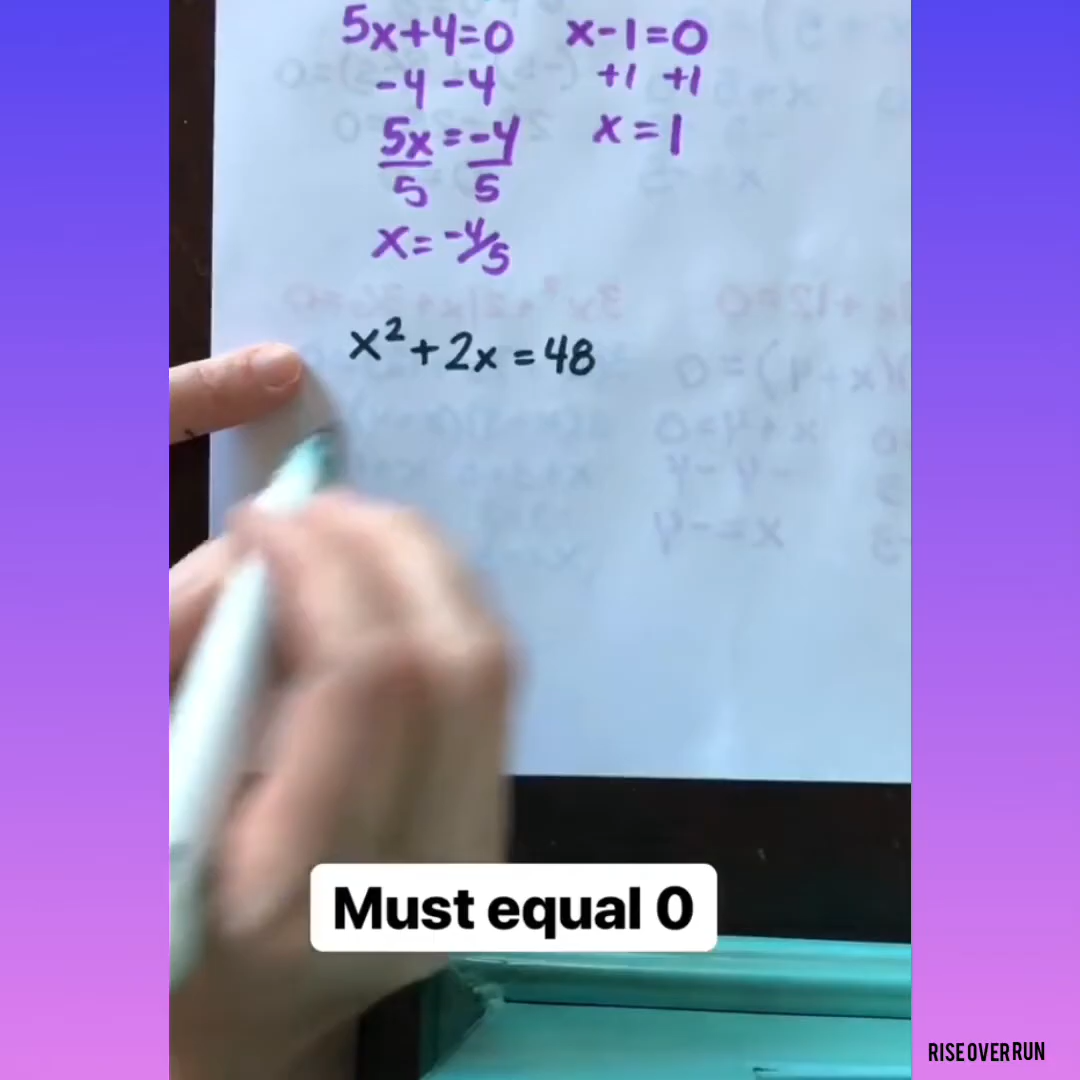 5x+4=0 x-1=0
-4 -4 +1 +1
5x=-4 x=1
5 5
x=-4/5
x²+2x=48
Must equal 0
RISE OVER RUN